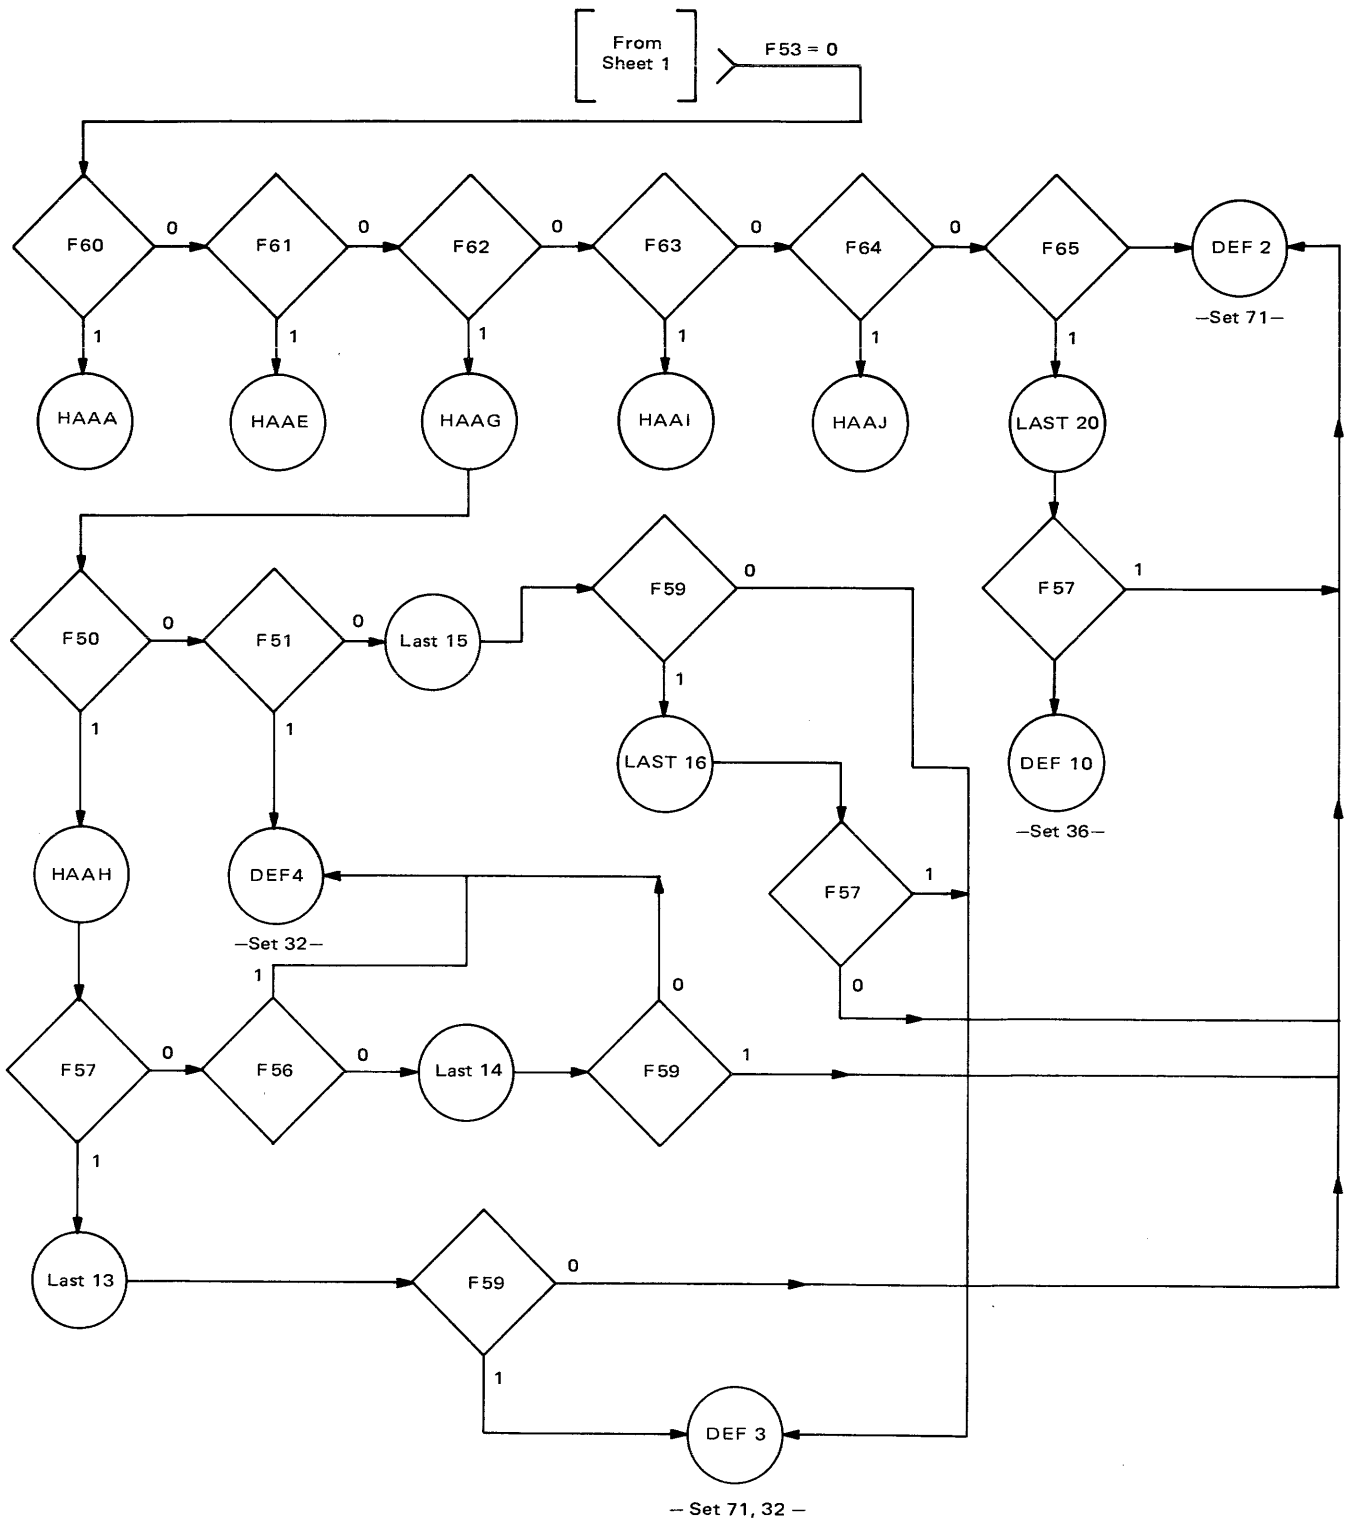 From
Sheet 1
F53 = 0
F60
0
F61
0
F62
0
F63
0
F64
0
F65
DEF 2
—Set 71—
1
1
1
1
1
1
HAAA
HAAE
HAAG
HAAI
HAAJ
LAST 20
F50
0
F51
0
Last 15
F59
0
F57
1
1
1
1
LAST 16
DEF 10
—Set 36—
HAAH
DEF4
—Set 32—
F57
1
0
1
0
F57
0
F56
0
Last 14
F59
1
1
Last 13
F59
0
1
DEF 3
— Set 71, 32 —